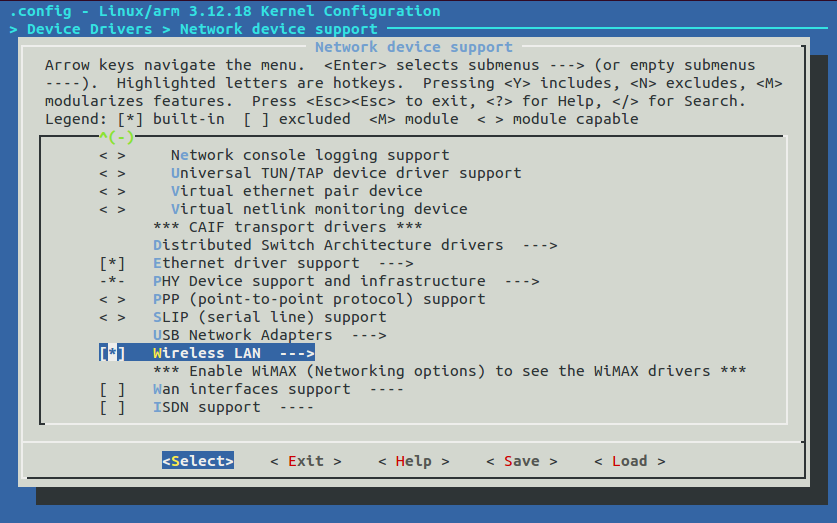 .config - Linux/arm 3.12.18 Kernel Configuration
> Device Drivers > Network device support
Network device support
Arrow keys navigate the menu.  <Enter> selects submenus ---> (or empty submenus
----).  Highlighted letters are hotkeys.  Pressing <Y> includes, <N> excludes, <M>
modularizes features.  Press <Esc><Esc> to exit, <?> for Help, </> for Search.
Legend: [*] built-in  [ ] excluded  <M> module  < > module capable
^(-)
< >     Network console logging support
< >     Universal TUN/TAP device driver support
< >     Virtual ethernet pair device
< >     Virtual netlink monitoring device
*** CAIF transport drivers ***
Distributed Switch Architecture drivers  --->
[*]   Ethernet driver support  --->
-*-   PHY Device support and infrastructure  --->
< >   PPP (point-to-point protocol) support
< >   SLIP (serial line) support
USB Network Adapters  --->
[*]   Wireless LAN  --->
*** Enable WiMAX (Networking options) to see the WiMAX drivers ***
[ ]   Wan interfaces support  ----
[ ]   ISDN support  ----
<Select>    < Exit >    < Help >    < Save >    < Load >